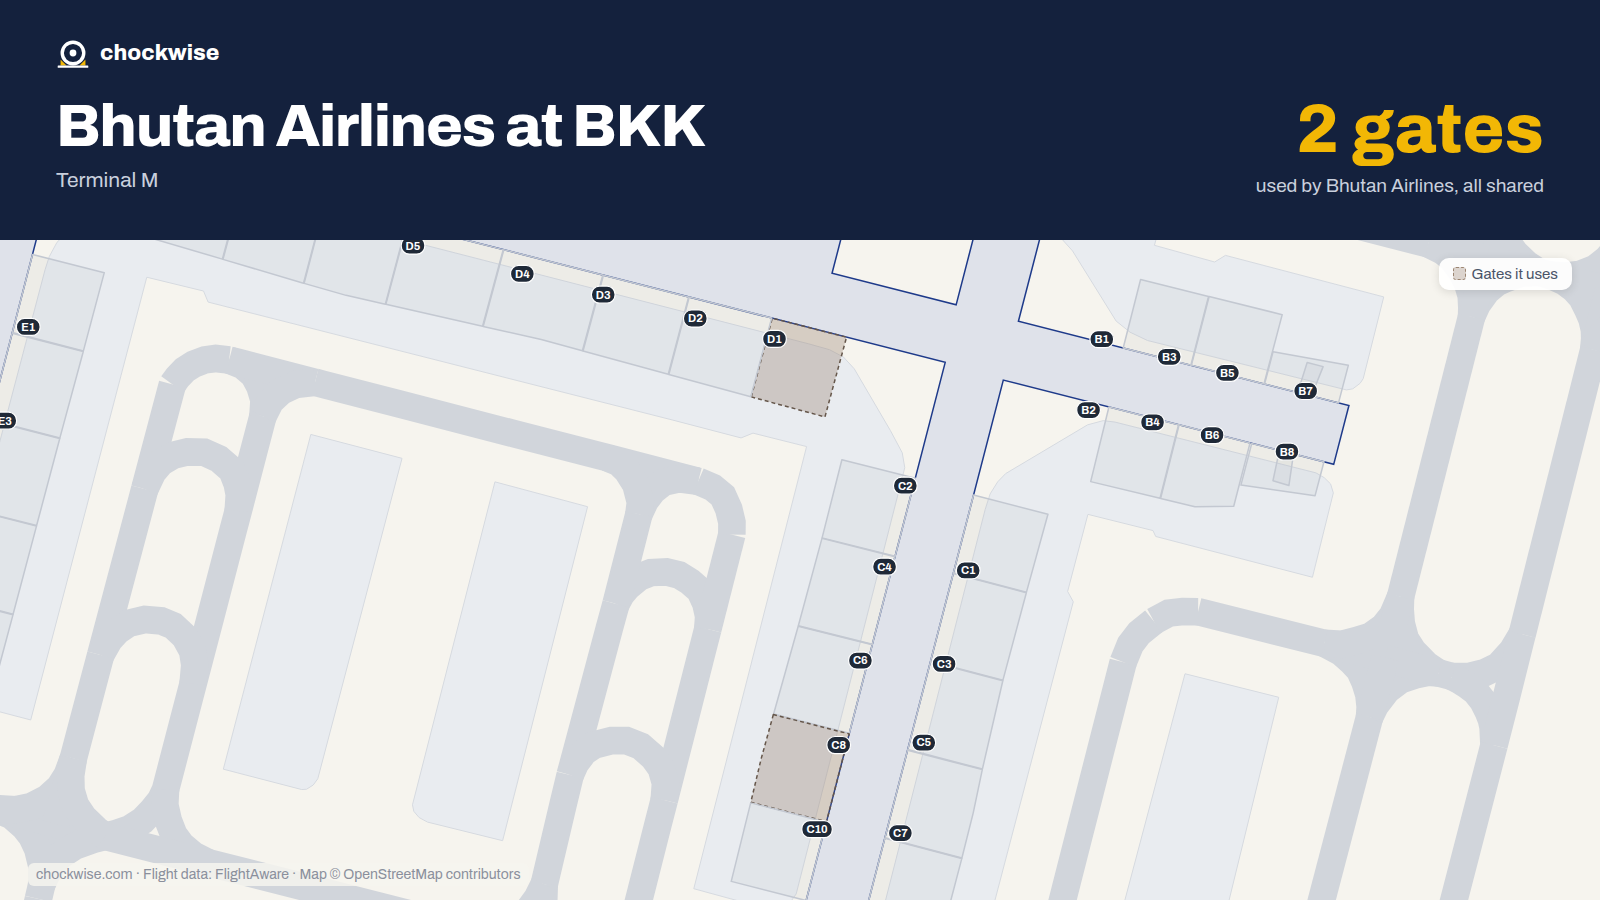 chockwise
Bhutan Airlines at BKK
Terminal M
2 gates
used by Bhutan Airlines, all shared
Gates it uses
D5
D4
D3
D2
D1
E1
E3
B1
B3
B5
B7
B2
B4
B6
B8
C2
C4
C1
C6
C3
C8
C5
C10
C7
chockwise.com · Flight data: FlightAware · Map © OpenStreetMap contributors